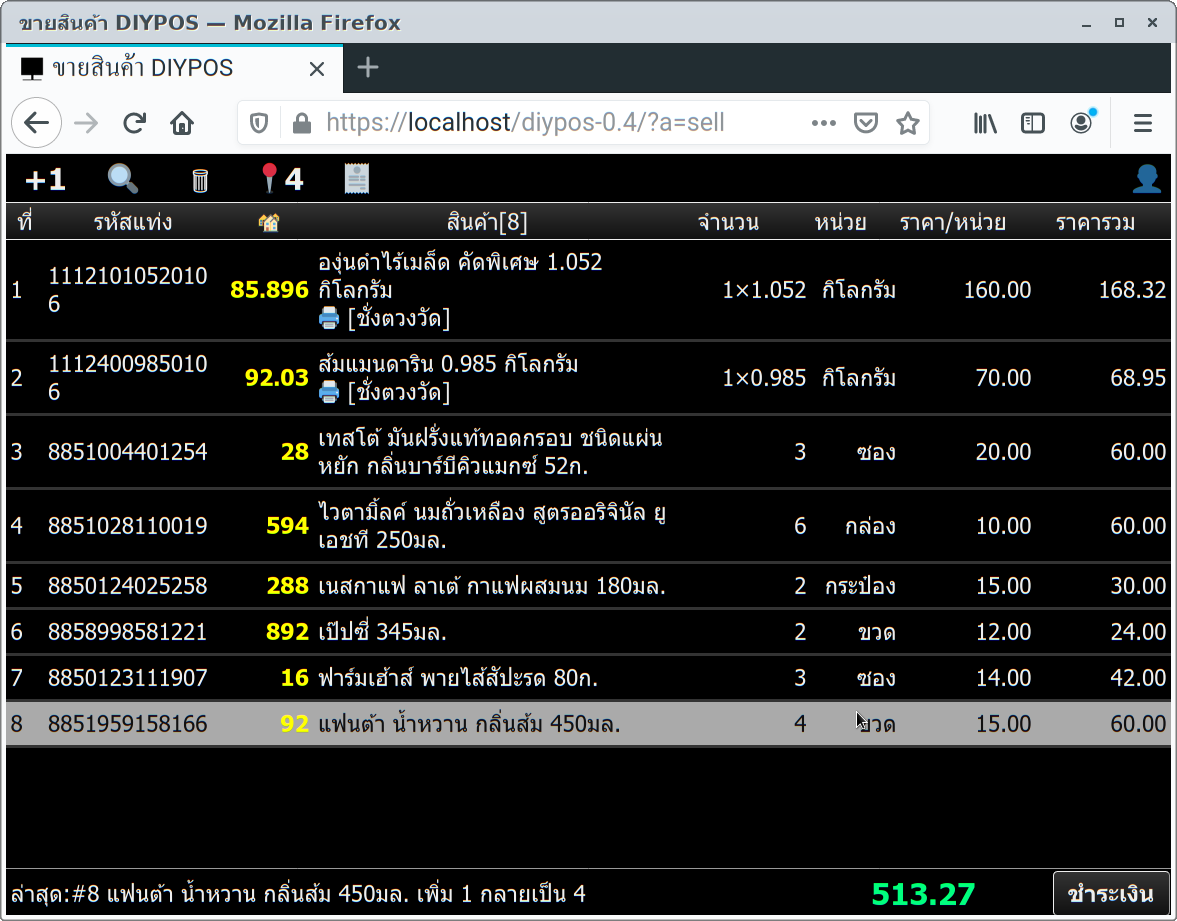 ขายสินค้า DIYPOS — Mozilla Firefox
ขายสินค้า DIYPOS
https://localhost/diypos-0.4/?a=sell
+1 4
ที่ รหัสแท่ง สินค้า[8] จำนวน หน่วย ราคา/หน่วย ราคารวม
1 1112101052010 6 85.896 องุ่นดำไร้เมล็ด คัดพิเศษ 1.052 กิโลกรัม [ชั่งตวงวัด] 1×1.052 กิโลกรัม 160.00 168.32
2 1112400985010 6 92.03 ส้มแมนดาริน 0.985 กิโลกรัม [ชั่งตวงวัด] 1×0.985 กิโลกรัม 70.00 68.95
3 8851004401254 28 เทสโต้ มันฝรั่งแท้ทอดกรอบ ชนิดแผ่นหยัก กลิ่นบาร์บีคิวแมกซ์ 52ก. 3 ซอง 20.00 60.00
4 8851028110019 594 ไวตามิ้ลค์ นมถั่วเหลือง สูตรออริจินัล ยูเอชที 250มล. 6 กล่อง 10.00 60.00
5 8850124025258 288 เนสกาแฟ ลาเต้ กาแฟผสมนม 180มล. 2 กระป๋อง 15.00 30.00
6 8858998581221 892 เป๊ปซี่ 345มล. 2 ขวด 12.00 24.00
7 8850123111907 16 ฟาร์มเฮ้าส์ พายไส้สัปะรด 80ก. 3 ซอง 14.00 42.00
8 8851959158166 92 แฟนต้า น้ำหวาน กลิ่นส้ม 450มล. 4 ขวด 15.00 60.00
ล่าสุด:#8 แฟนต้า น้ำหวาน กลิ่นส้ม 450มล. เพิ่ม 1 กลายเป็น 4 513.27 ชำระเงิน